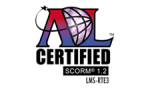 ADL
CERTIFIED
SCORM® 1.2
LMS-RTE3